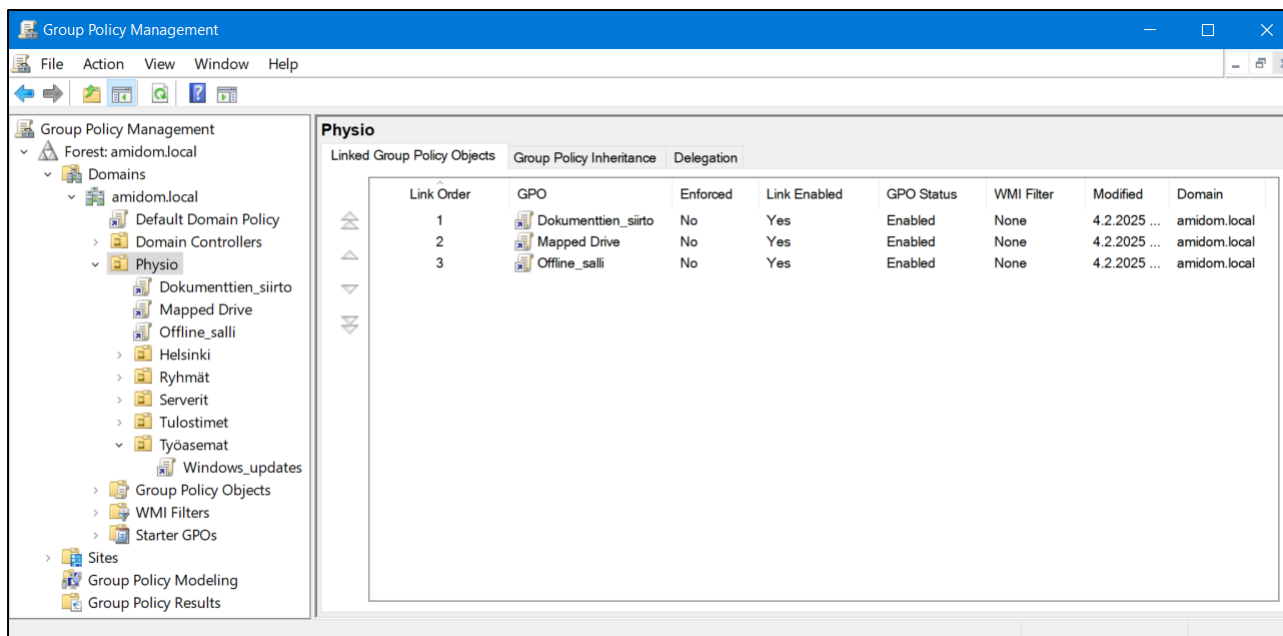 Group Policy Management
File Action View Window Help
Group Policy Management
Forest: amidom.local
Domains
amidom.local
Default Domain Policy
Domain Controllers
Physio
Dokumenttien_siirto
Mapped Drive
Offline_salli
Helsinki
Ryhmät
Serverit
Tulostimet
Työasemat
Windows_updates
Group Policy Objects
WMI Filters
Starter GPOs
Sites
Group Policy Modeling
Group Policy Results
Physio
Linked Group Policy Objects Group Policy Inheritance Delegation
Link Order GPO Enforced Link Enabled GPO Status WMI Filter Modified Domain
1 Dokumenttien_siirto No Yes Enabled None 4.2.2025 ... amidom.local
2 Mapped Drive No Yes Enabled None 4.2.2025 ... amidom.local
3 Offline_salli No Yes Enabled None 4.2.2025 ... amidom.local